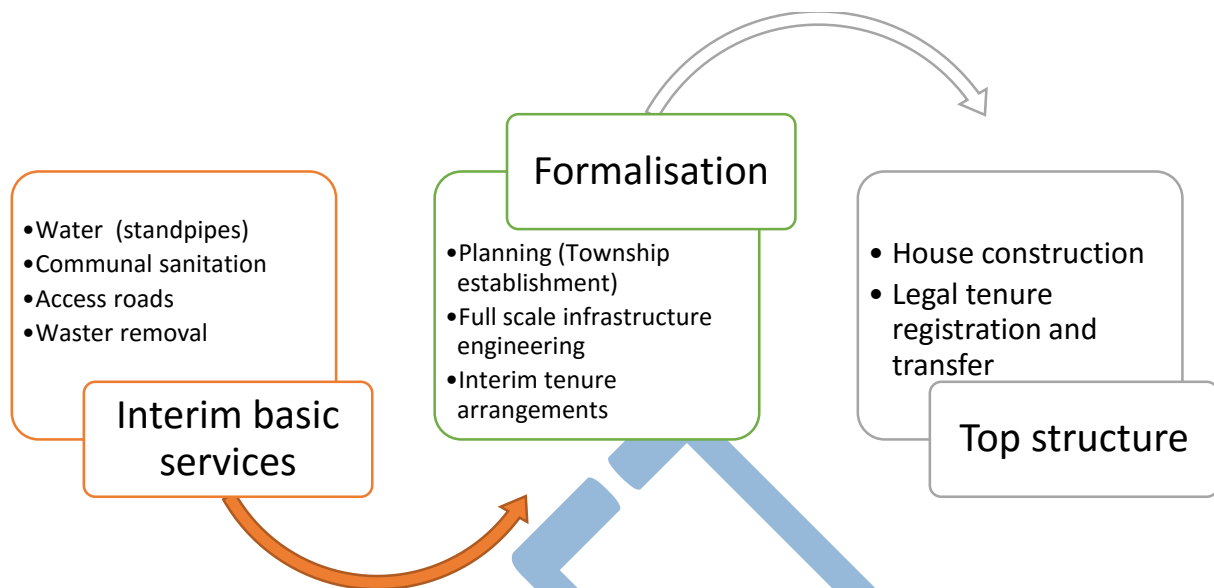 •Water (standpipes)
•Communal sanitation
•Access roads
•Waster removal
Interim basic
services
Formalisation
•Planning (Township
establishment)
•Full scale infrastructure
engineering
•Interim tenure
arrangements
• House construction
• Legal tenure
registration and
transfer
Top structure